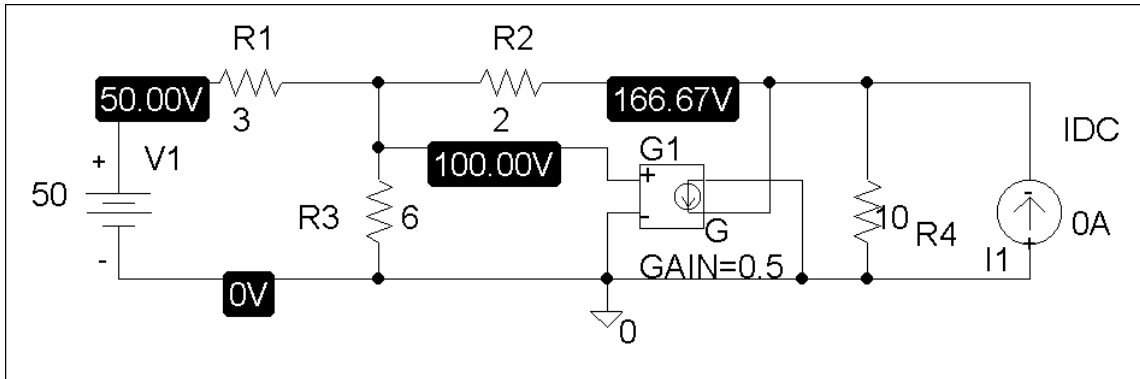 R1
R2
50.00V
166.67V
3
2
IDC
+
V1
100.00V
G1
+
-
50
R3
6
-
G
10
R4
-
+
0A
I1
-
0V
GAIN=0.5
0